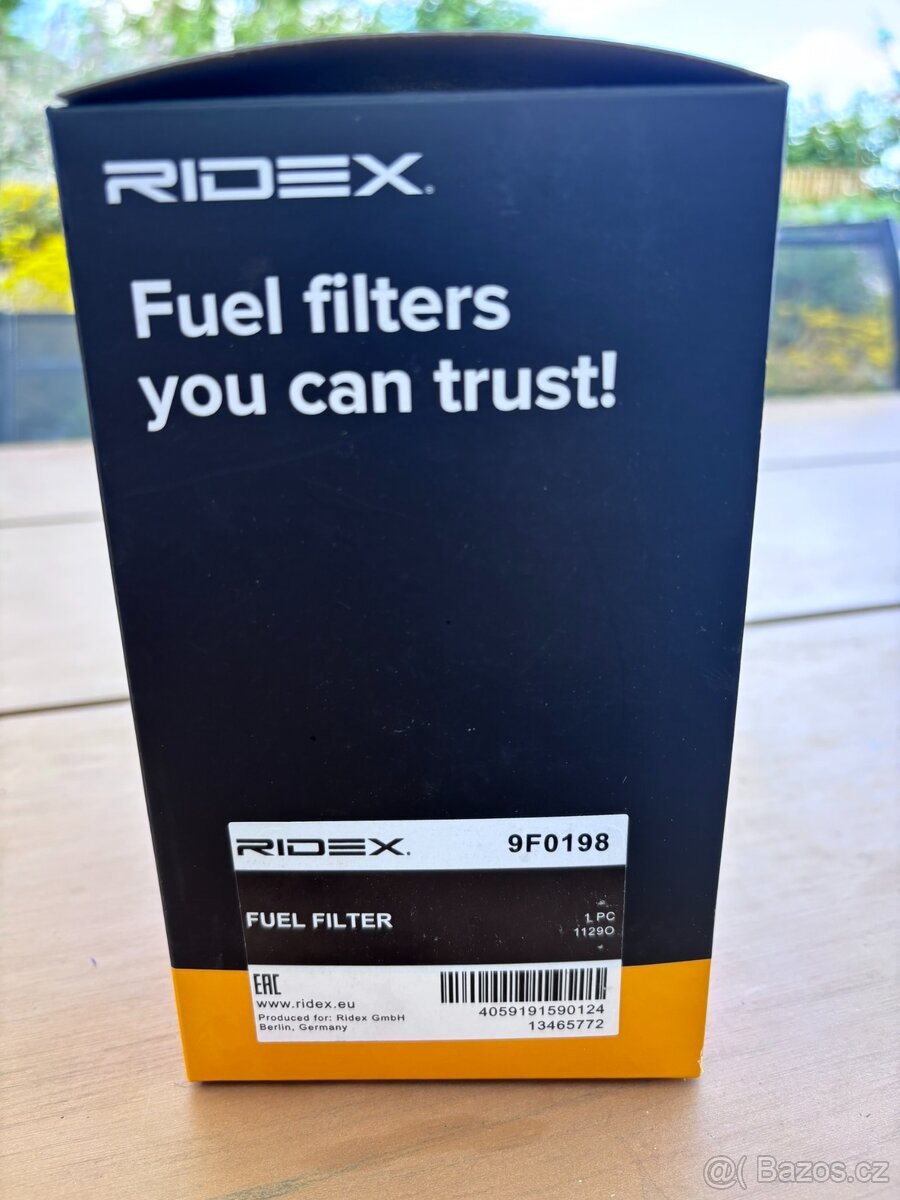 RIDEX
Fuel filters
you can trust!
RIDEX. 9F0198
FUEL FILTER 1 PC
1129O
EAC
www.ridex.eu
Produced for: Ridex GmbH
Berlin, Germany
4059191590124
13465772
@( Bazos.cz